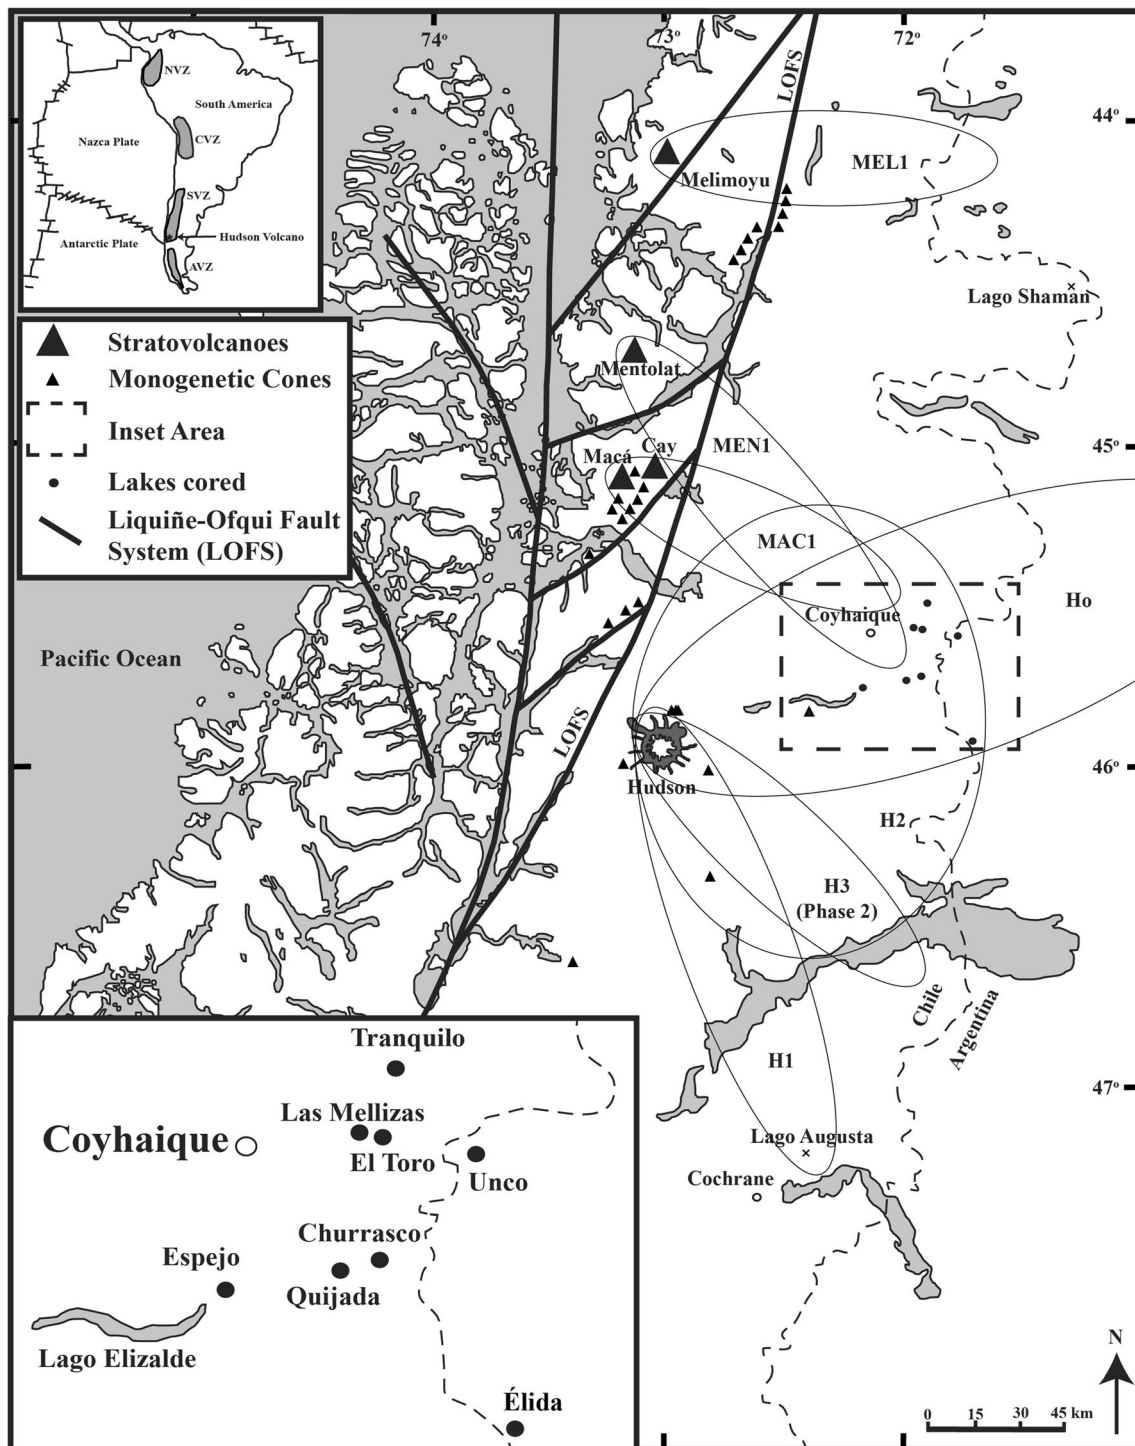 74°
73°
72°
44°
45°
46°
47°
NVZ
South America
Nazca Plate
CVZ
SVZ
Antarctic Plate
Hudson Volcano
AVZ
Stratovolcanoes
Monogenetic Cones
Inset Area
Lakes cored
Liquiñe-Ofqui Fault
System (LOFS)
LOFS
MEL1
Melimoyu
Lago Shaman
Mentolat
Cay
MEN1
Macá
MAC1
Coyhaique
Ho
Pacific Ocean
LOFS
Hudson
H2
H3
(Phase 2)
Chile
Argentina
H1
Lago Augusta
Cochrane
Tranquilo
Las Mellizas
Coyhaique
El Toro
Unco
Churrasco
Espejo
Quijada
Lago Elizalde
Élida
N
0 15 30 45 km